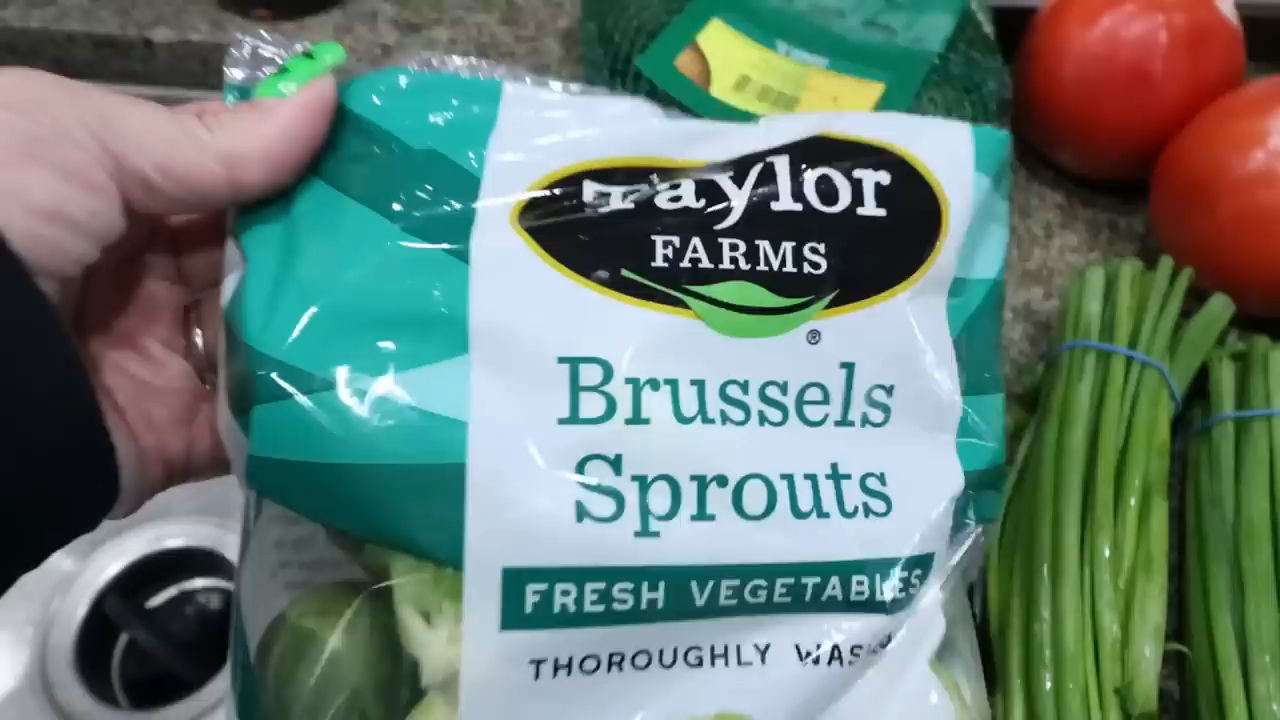 Taylor
FARMS
®
Brussels
Sprouts
FRESH VEGETABLES
THOROUGHLY